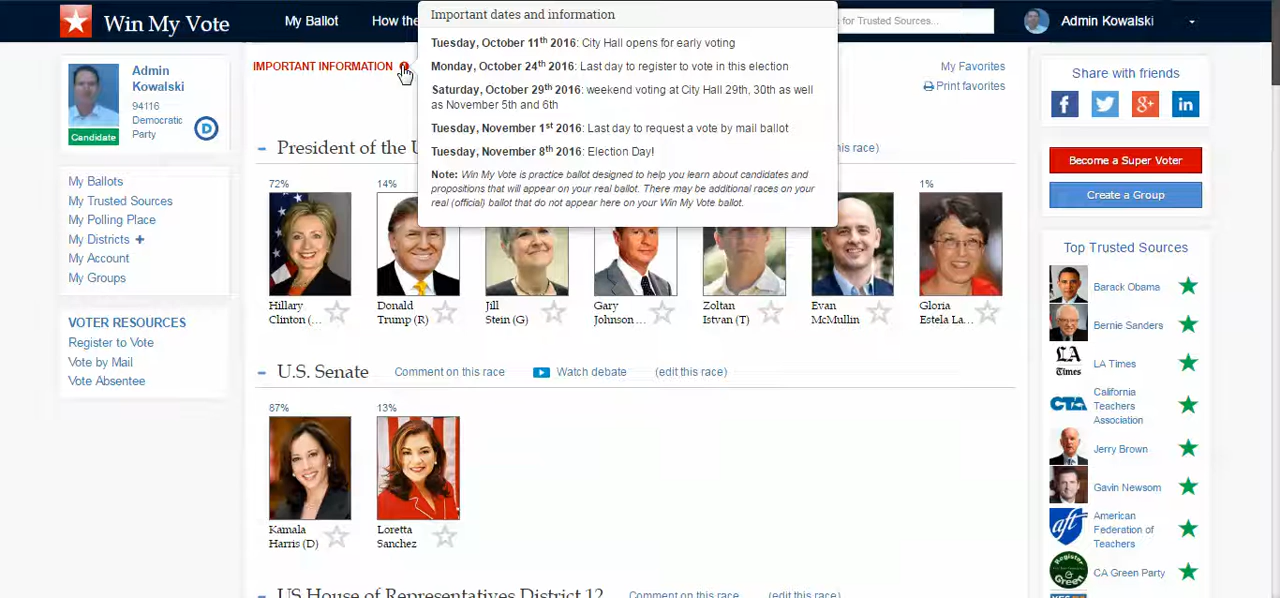 Win My Vote
My Ballot
How the
for Trusted Sources...
Admin Kowalski
Important dates and information
Tuesday, October 11th 2016: City Hall opens for early voting
Monday, October 24th 2016: Last day to register to vote in this election
Saturday, October 29th 2016: weekend voting at City Hall 29th, 30th as well
as November 5th and 6th
Tuesday, November 1st 2016: Last day to request a vote by mail ballot
Tuesday, November 8th 2016: Election Day!
Note: Win My Vote is practice ballot designed to help you learn about candidates and
propositions that will appear on your real ballot. There may be additional races on your
real (official) ballot that do not appear here on your Win My Vote ballot.
Admin
Kowalski
94116
Democratic
Party
D
Candidate
My Ballots
My Trusted Sources
My Polling Place
My Districts +
My Account
My Groups
VOTER RESOURCES
Register to Vote
Vote by Mail
Vote Absentee
IMPORTANT INFORMATION
My Favorites
Print favorites
President of the U
his race)
72%
14%
1%
Hillary
Clinton (...
Donald
Trump (R)
Jill
Stein (G)
Gary
Johnson...
Zoltan
Istvan (T)
Evan
McMullin
Gloria
Estela La...
U.S. Senate
Comment on this race
Watch debate
(edit this race)
87%
13%
Kamala
Harris (D)
Loretta
Sanchez
US House of Representatives District 12
Comment on this race
(edit this race)
Share with friends
Become a Super Voter
Create a Group
Top Trusted Sources
Barack Obama
Bernie Sanders
LA
Times
LA Times
CTA
California
Teachers
Association
Jerry Brown
Gavin Newsom
aft
American
Federation of
Teachers
Register
Green
CA Green Party